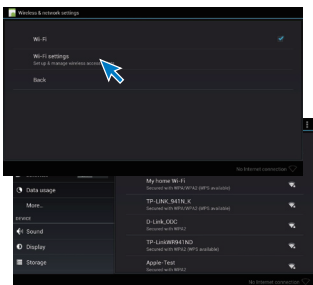 Wireless & network settings
Wi-Fi
Wi-Fi settings
Set up & manage wireless access
Back
No Internet connection
Data usage
More...
DEVICE
Sound
Display
Storage
My home Wi-Fi
Secured with WPA/WPA2 (WPS available)
TP-LINK_941N_K
Secured with WPA/WPA2 (WPS available)
D-Link_DDC
Secured with WPA2
TP-LinkWR941ND
Secured with WPA2 (WPS available)
Apple-Test
Secured with WPA2
No Internet connection